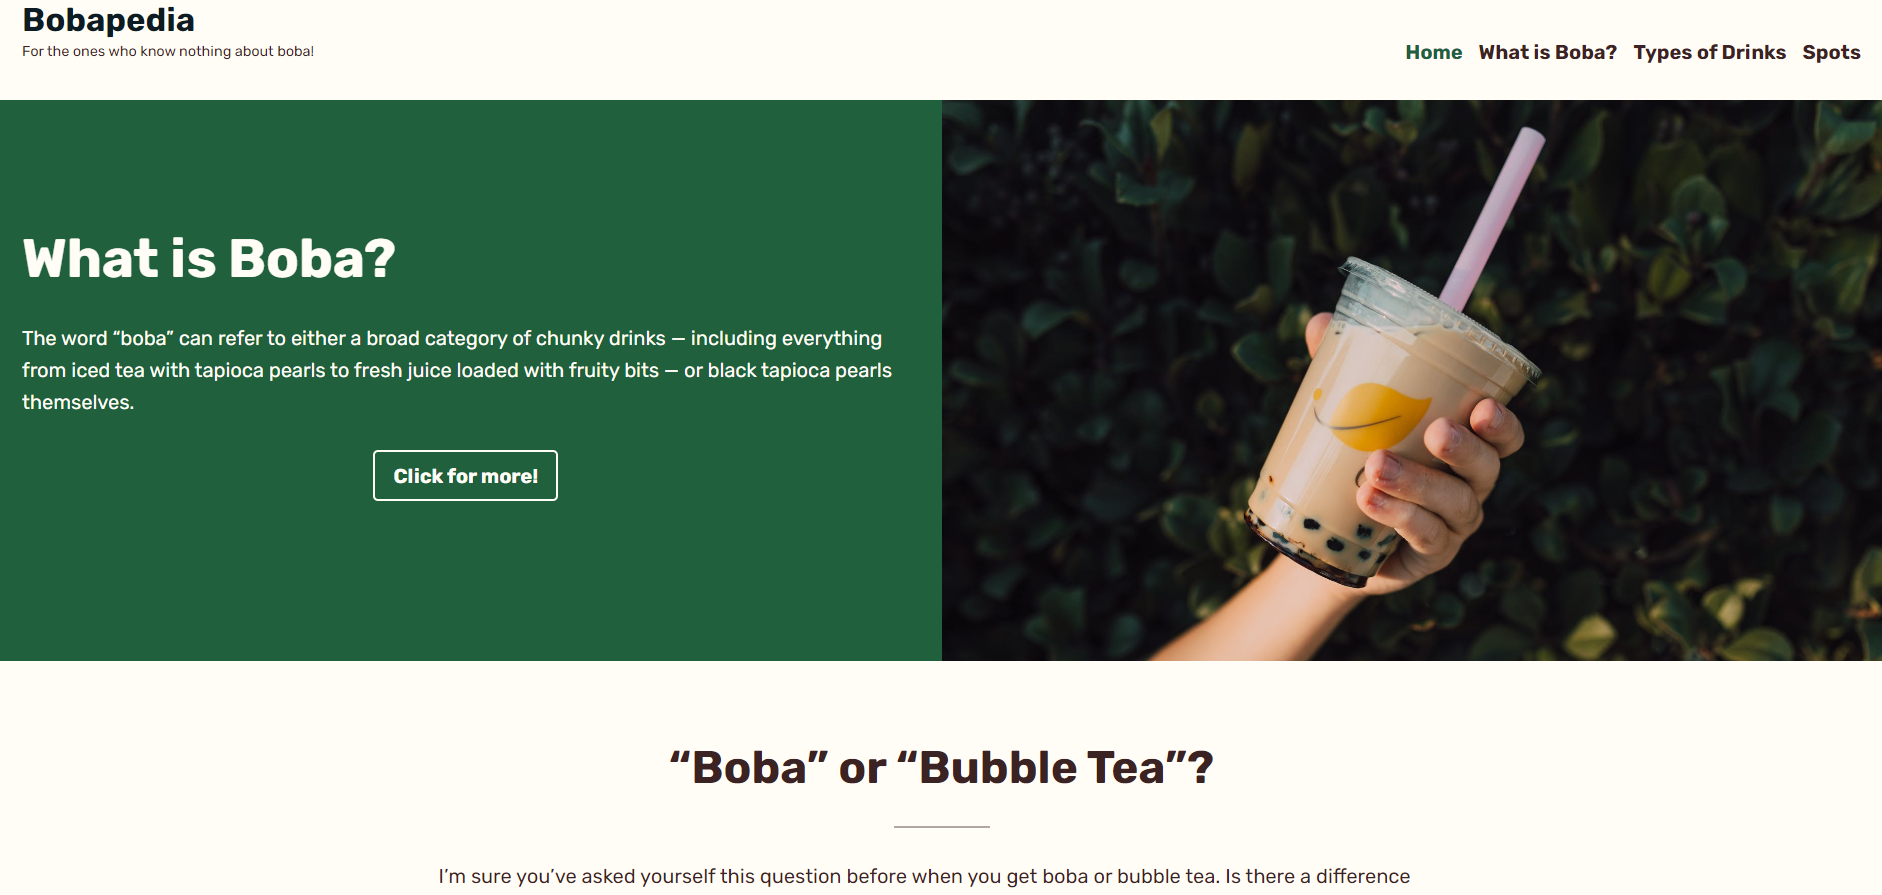 Bobapedia
For the ones who know nothing about boba!
Home What is Boba? Types of Drinks Spots
What is Boba?
The word “boba” can refer to either a broad category of chunky drinks — including everything
from iced tea with tapioca pearls to fresh juice loaded with fruity bits — or black tapioca pearls
themselves.
Click for more!
“Boba” or “Bubble Tea”?
I’m sure you’ve asked yourself this question before when you get boba or bubble tea. Is there a difference